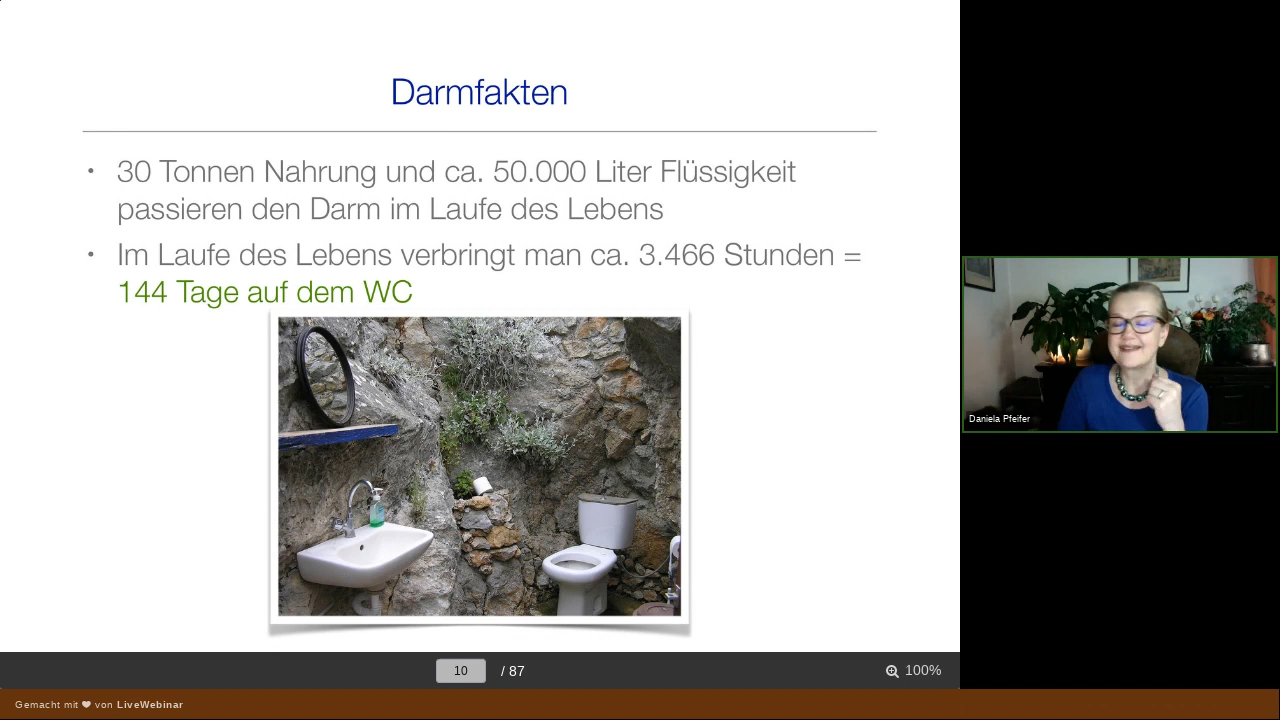 Darmfakten
• 30 Tonnen Nahrung und ca. 50.000 Liter Flüssigkeit
passieren den Darm im Laufe des Lebens
• Im Laufe des Lebens verbringt man ca. 3.466 Stunden =
144 Tage auf dem WC
Daniela Pfeifer
10 / 87
100%
Gemacht mit ❤ von LiveWebinar